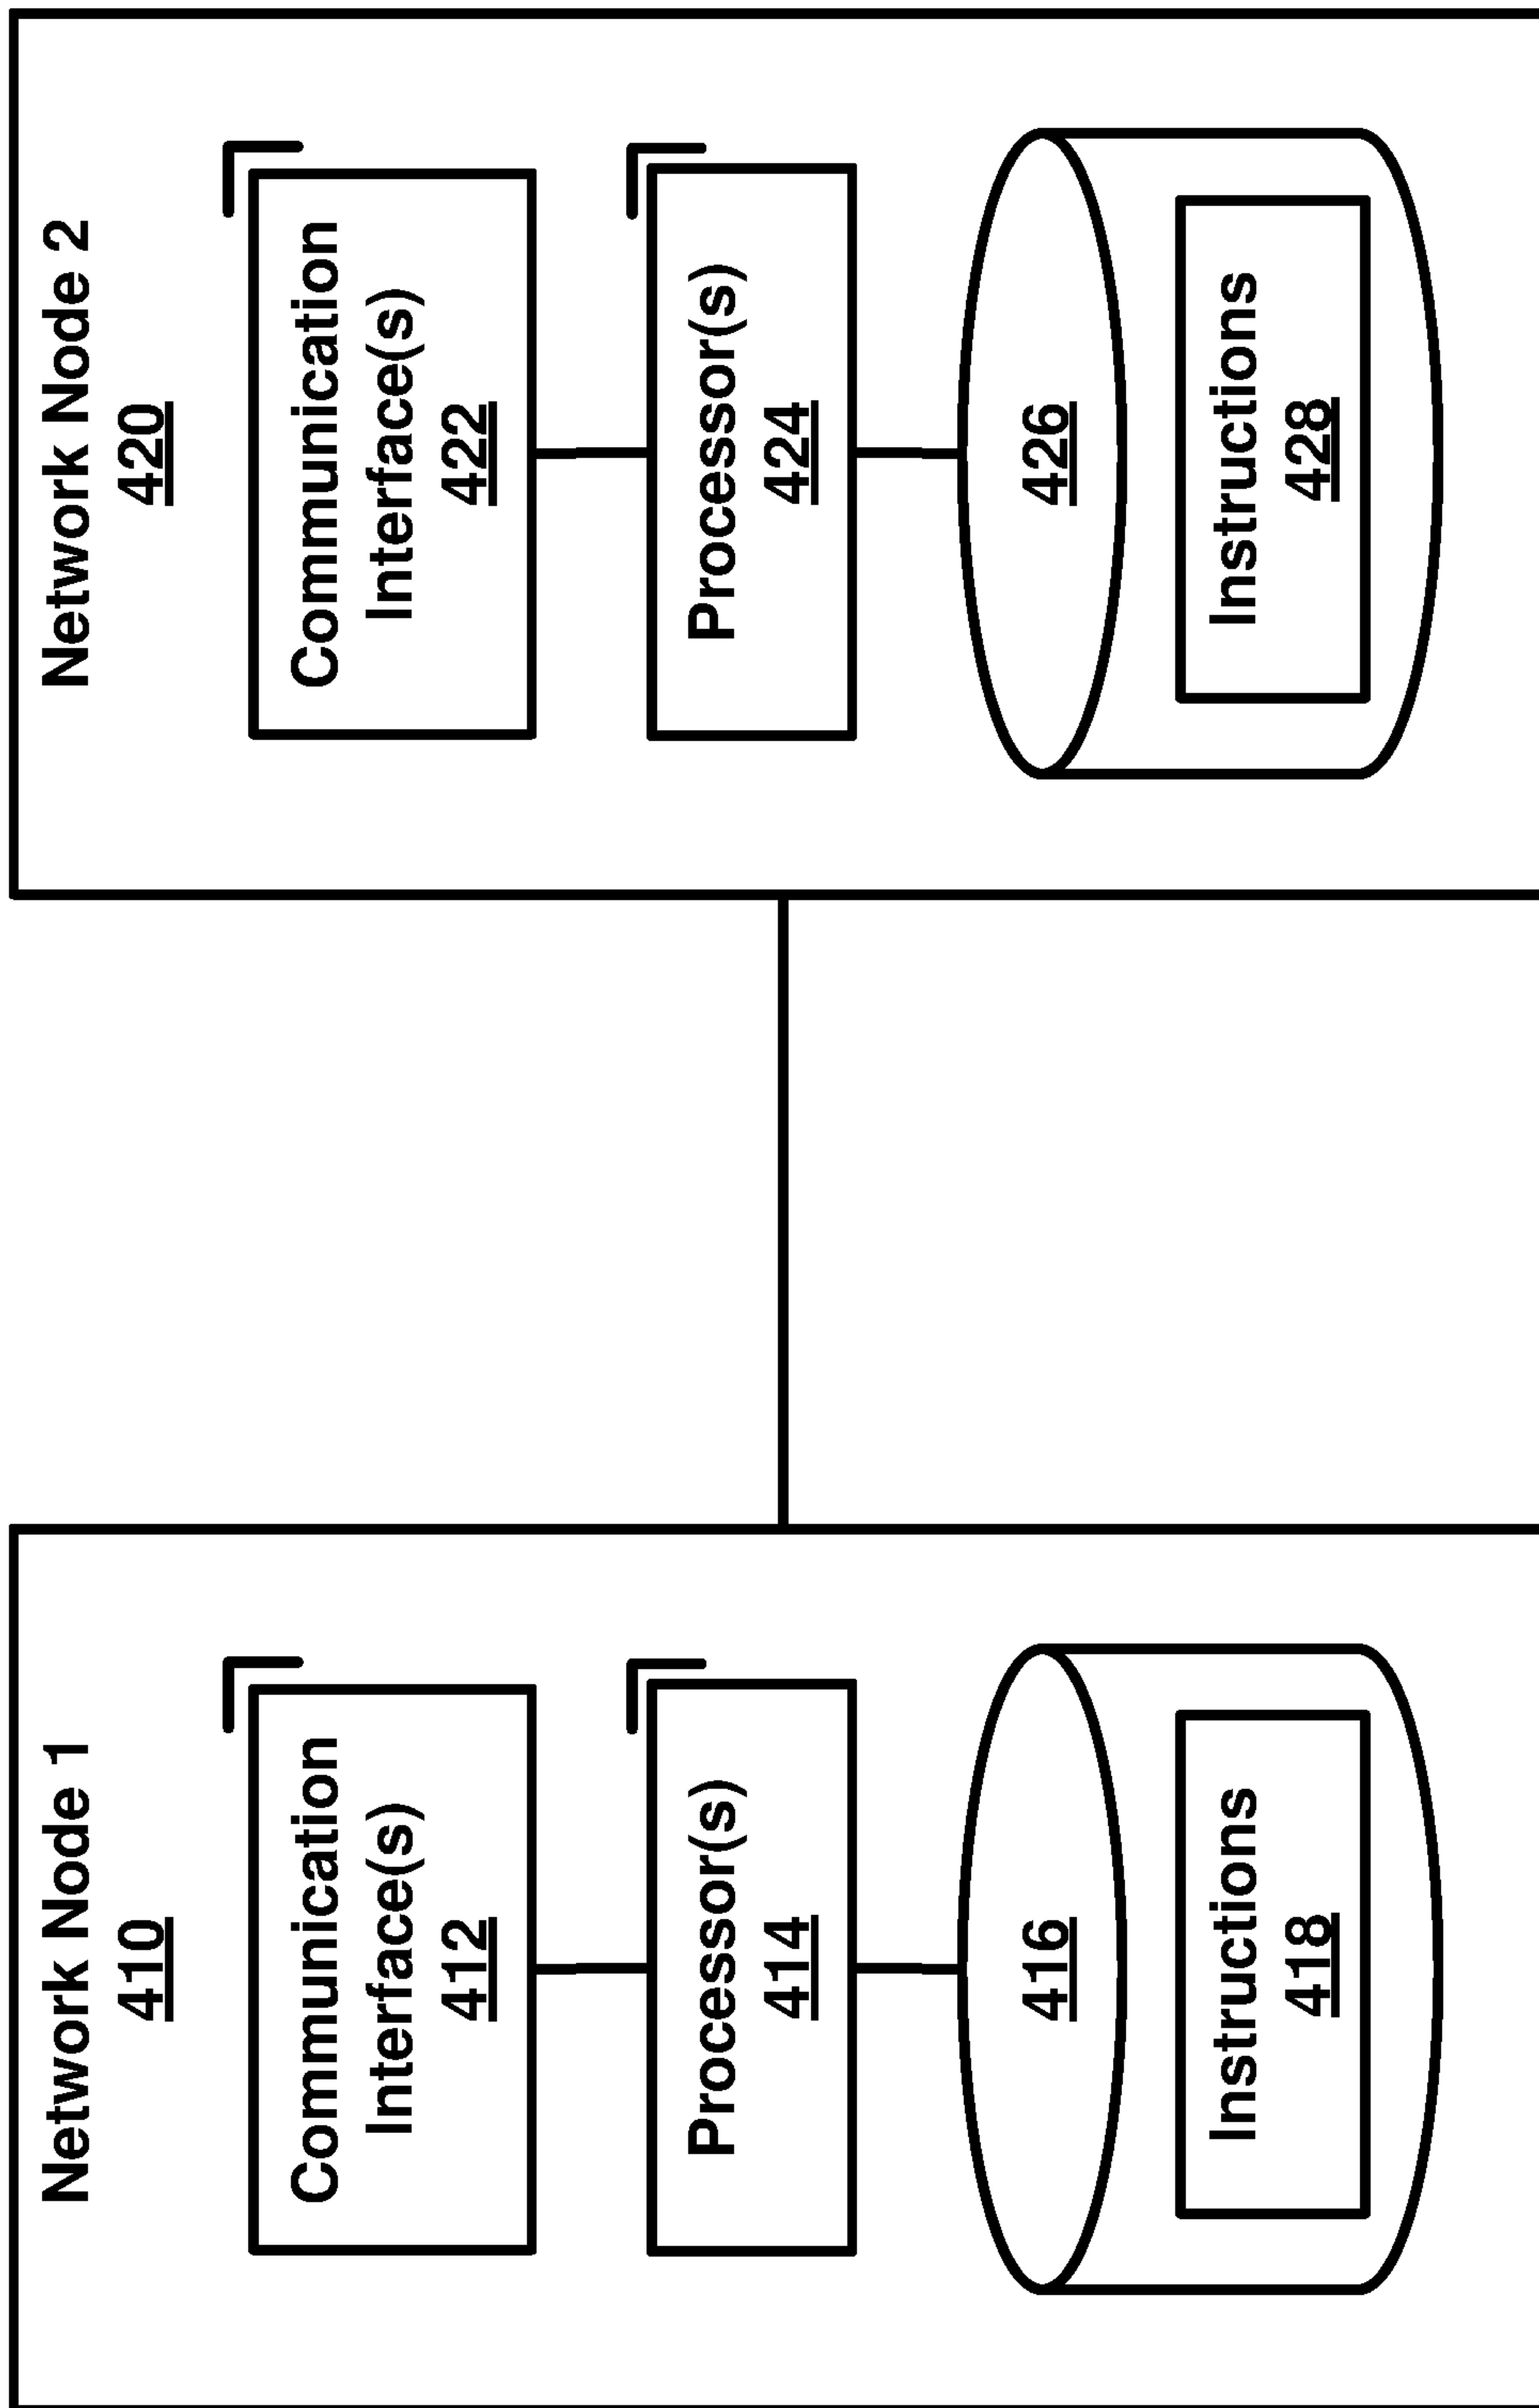 Network Node 1
410
Communication
Interface(s)
412
Processor(s)
414
416
Instructions
418
Network Node 2
420
Communication
Interface(s)
422
Processor(s)
424
426
Instructions
428